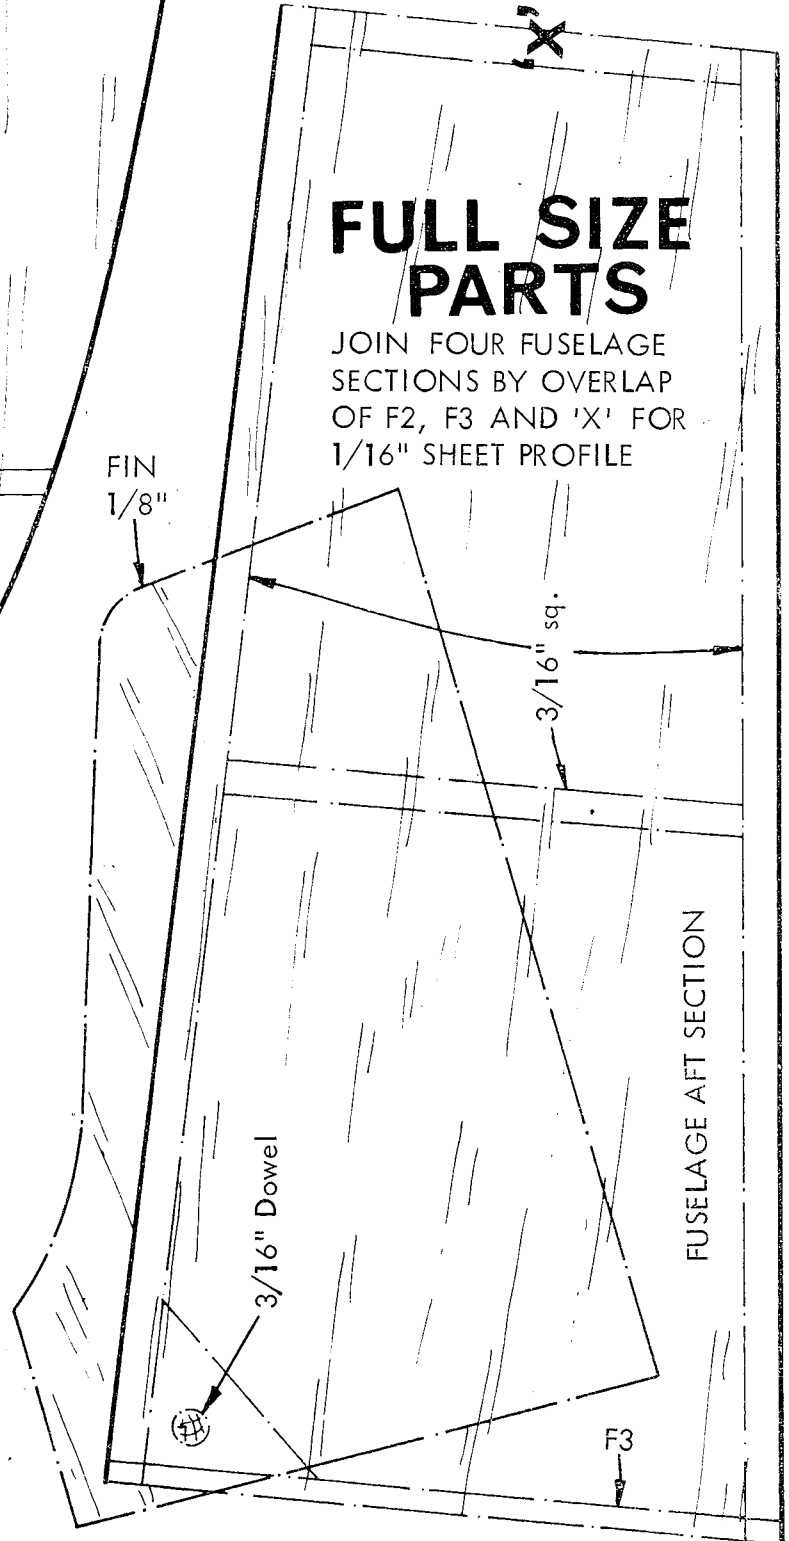 'X'
FULL SIZE
PARTS
JOIN FOUR FUSELAGE
SECTIONS BY OVERLAP
OF F2, F3 AND 'X' FOR
1/16" SHEET PROFILE
FIN
1/8"
3/16" sq.
FUSELAGE AFT SECTION
3/16" Dowel
F3